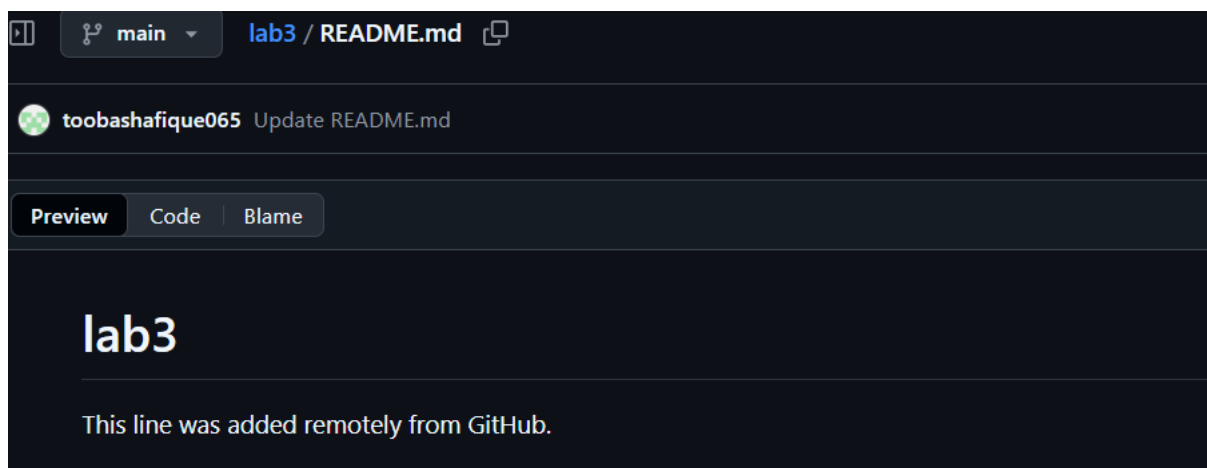 main lab3 / README.md
toobashafique065 Update README.md
Preview Code Blame
lab3
This line was added remotely from GitHub.